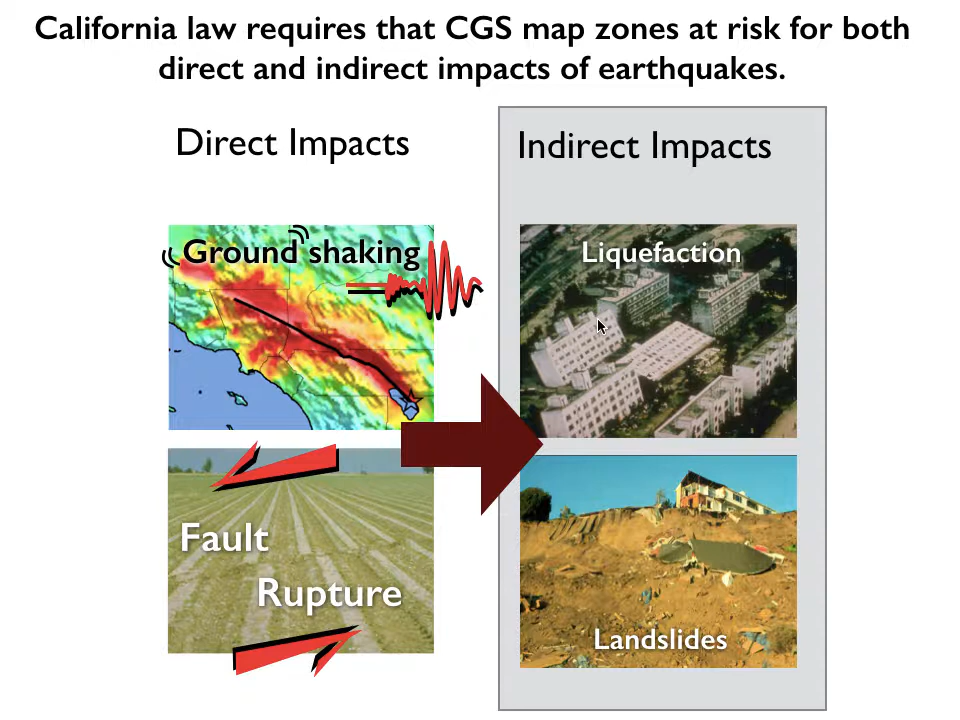 California law requires that CGS map zones at risk for both
direct and indirect impacts of earthquakes.
Direct Impacts
Indirect Impacts
Ground shaking
Liquefaction
Fault
Rupture
Landslides